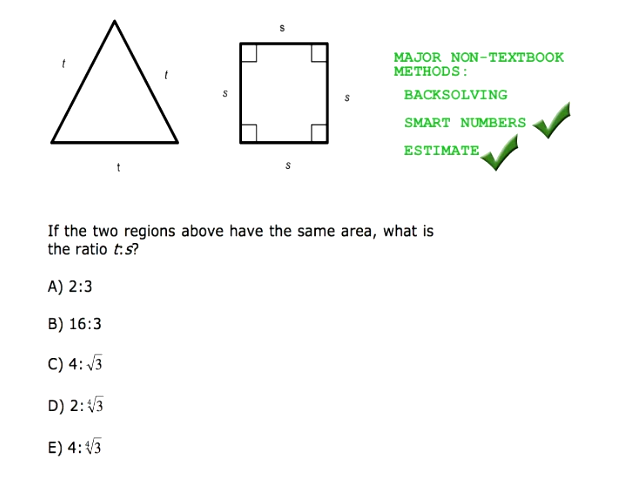 s
t
t
s
s
t
s
MAJOR NON-TEXTBOOK
METHODS:
BACKSOLVING
SMART NUMBERS
ESTIMATE
If the two regions above have the same area, what is
the ratio t:s?
A) 2:3
B) 16:3
C) 4:√3
D) 2:∜3
E) 4:∜3